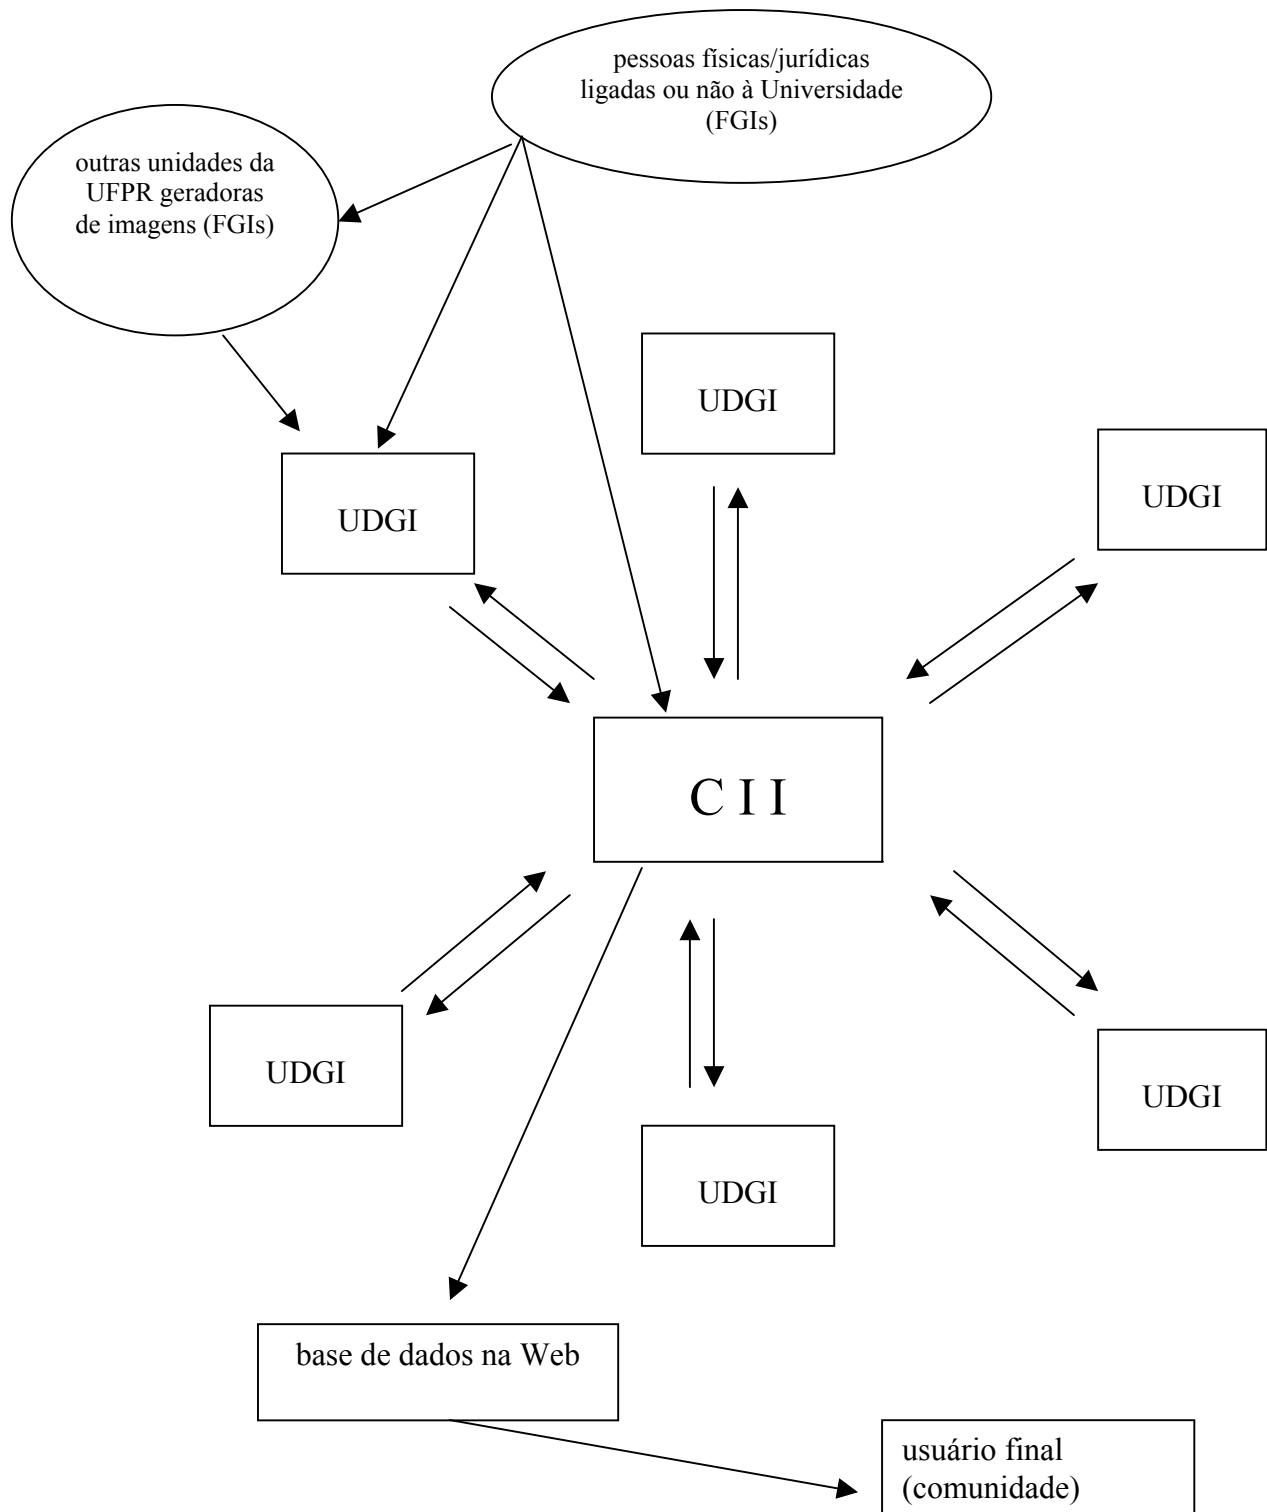 pessoas físicas/jurídicas
ligadas ou não à Universidade
(FGIs)
outras unidades da
UFPR geradoras
de imagens (FGIs)
UDGI
UDGI
UDGI
C I I
UDGI
UDGI
UDGI
base de dados na Web
usuário final
(comunidade)